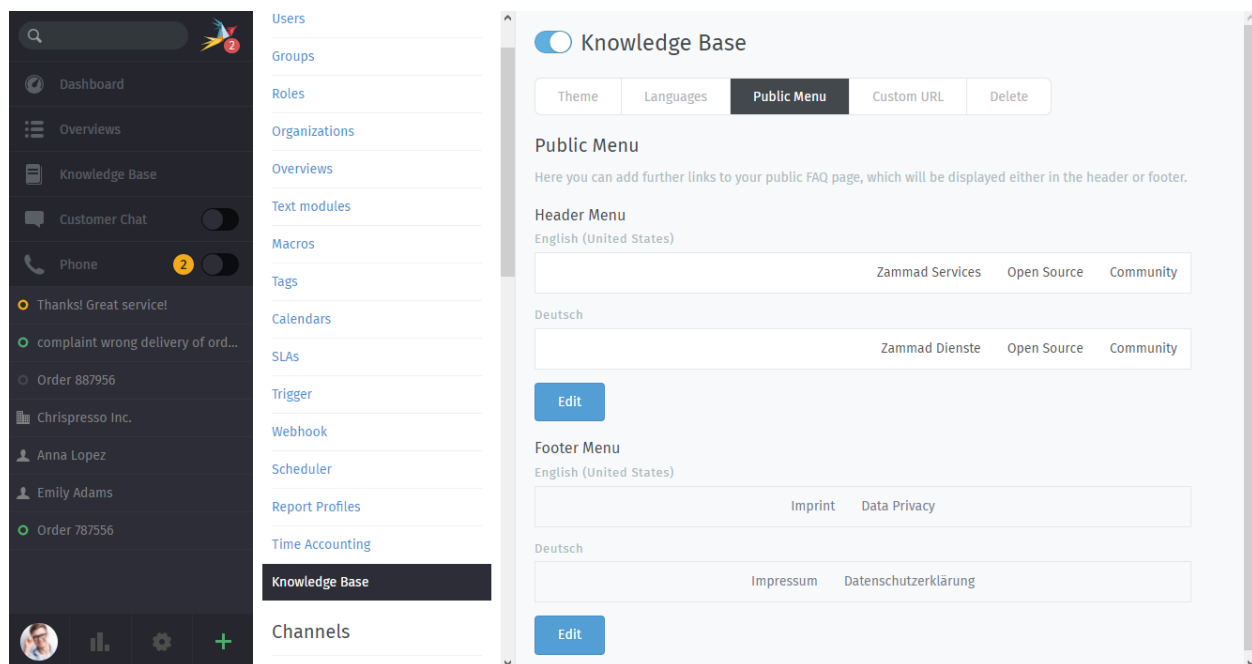 2
Dashboard
Overviews
Knowledge Base
Customer Chat
Phone 2
Thanks! Great service!
complaint wrong delivery of ord...
Order 887956
Chrispresso Inc.
Anna Lopez
Emily Adams
Order 787556
Users
Groups
Roles
Organizations
Overviews
Text modules
Macros
Tags
Calendars
SLAs
Trigger
Webhook
Scheduler
Report Profiles
Time Accounting
Knowledge Base
Channels
Knowledge Base
Theme Languages Public Menu Custom URL Delete
Public Menu
Here you can add further links to your public FAQ page, which will be displayed either in the header or footer.
Header Menu
English (United States)
Zammad Services Open Source Community
Deutsch
Zammad Dienste Open Source Community
Edit
Footer Menu
English (United States)
Imprint Data Privacy
Deutsch
Impressum Datenschutzerklärung
Edit